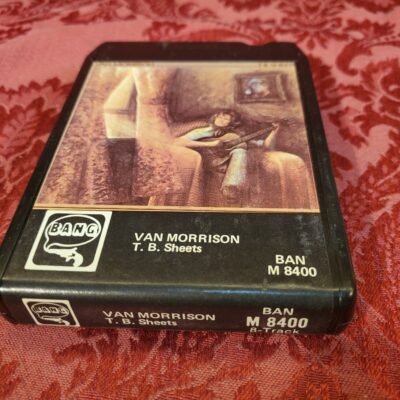 BANG
VAN MORRISON
T. B. Sheets
BAN
M 8400
BANG
VAN MORRISON
T. B. Sheets
BAN
M 8400
8-Track